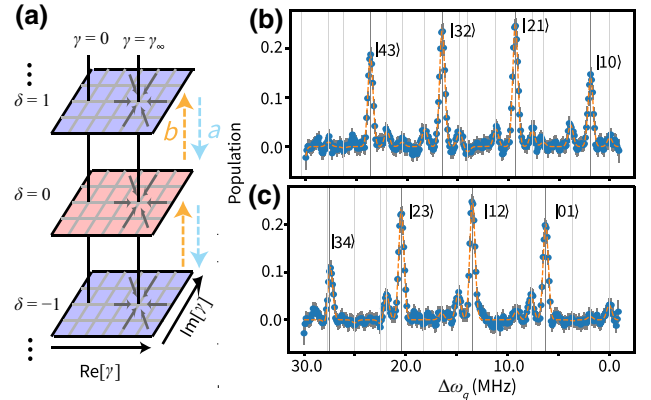 (a)
γ=0 γ=γ∞
δ=1
b a
δ=0
δ=−1
Re[γ]
Im[γ]
(b)
0.2
0.1
0.0
|43⟩ |32⟩ |21⟩ |10⟩
Population
(c)
0.2
0.1
0.0
|34⟩ |23⟩ |12⟩ |01⟩
30.0 20.0 10.0 0.0
Δω_q (MHz)